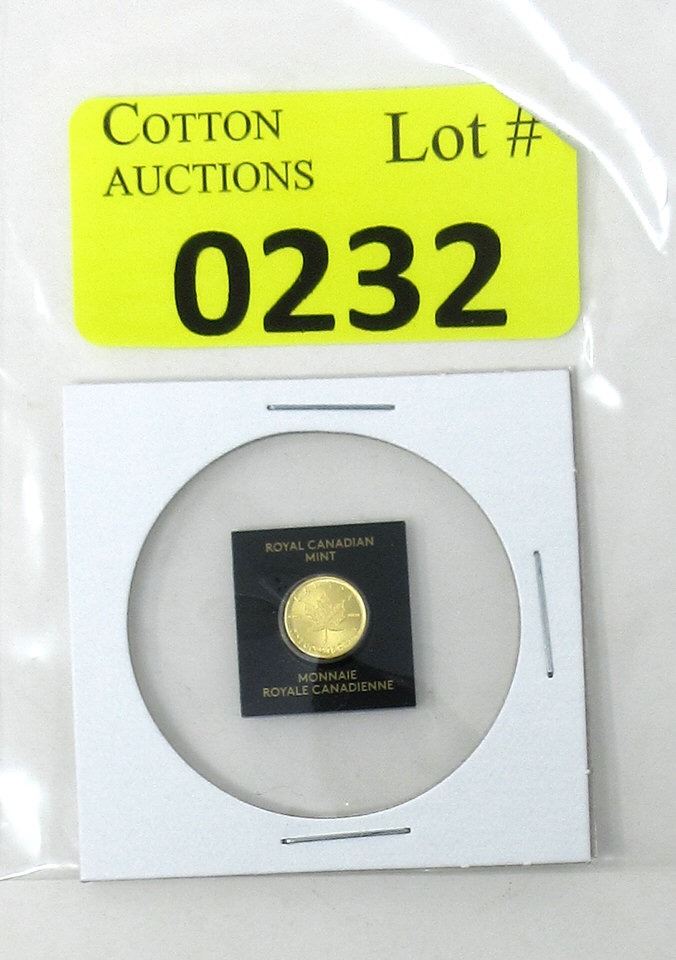 COTTON
AUCTIONS
Lot #
0232
ROYAL CANADIAN
MINT
MONNAIE
ROYALE CANADIENNE